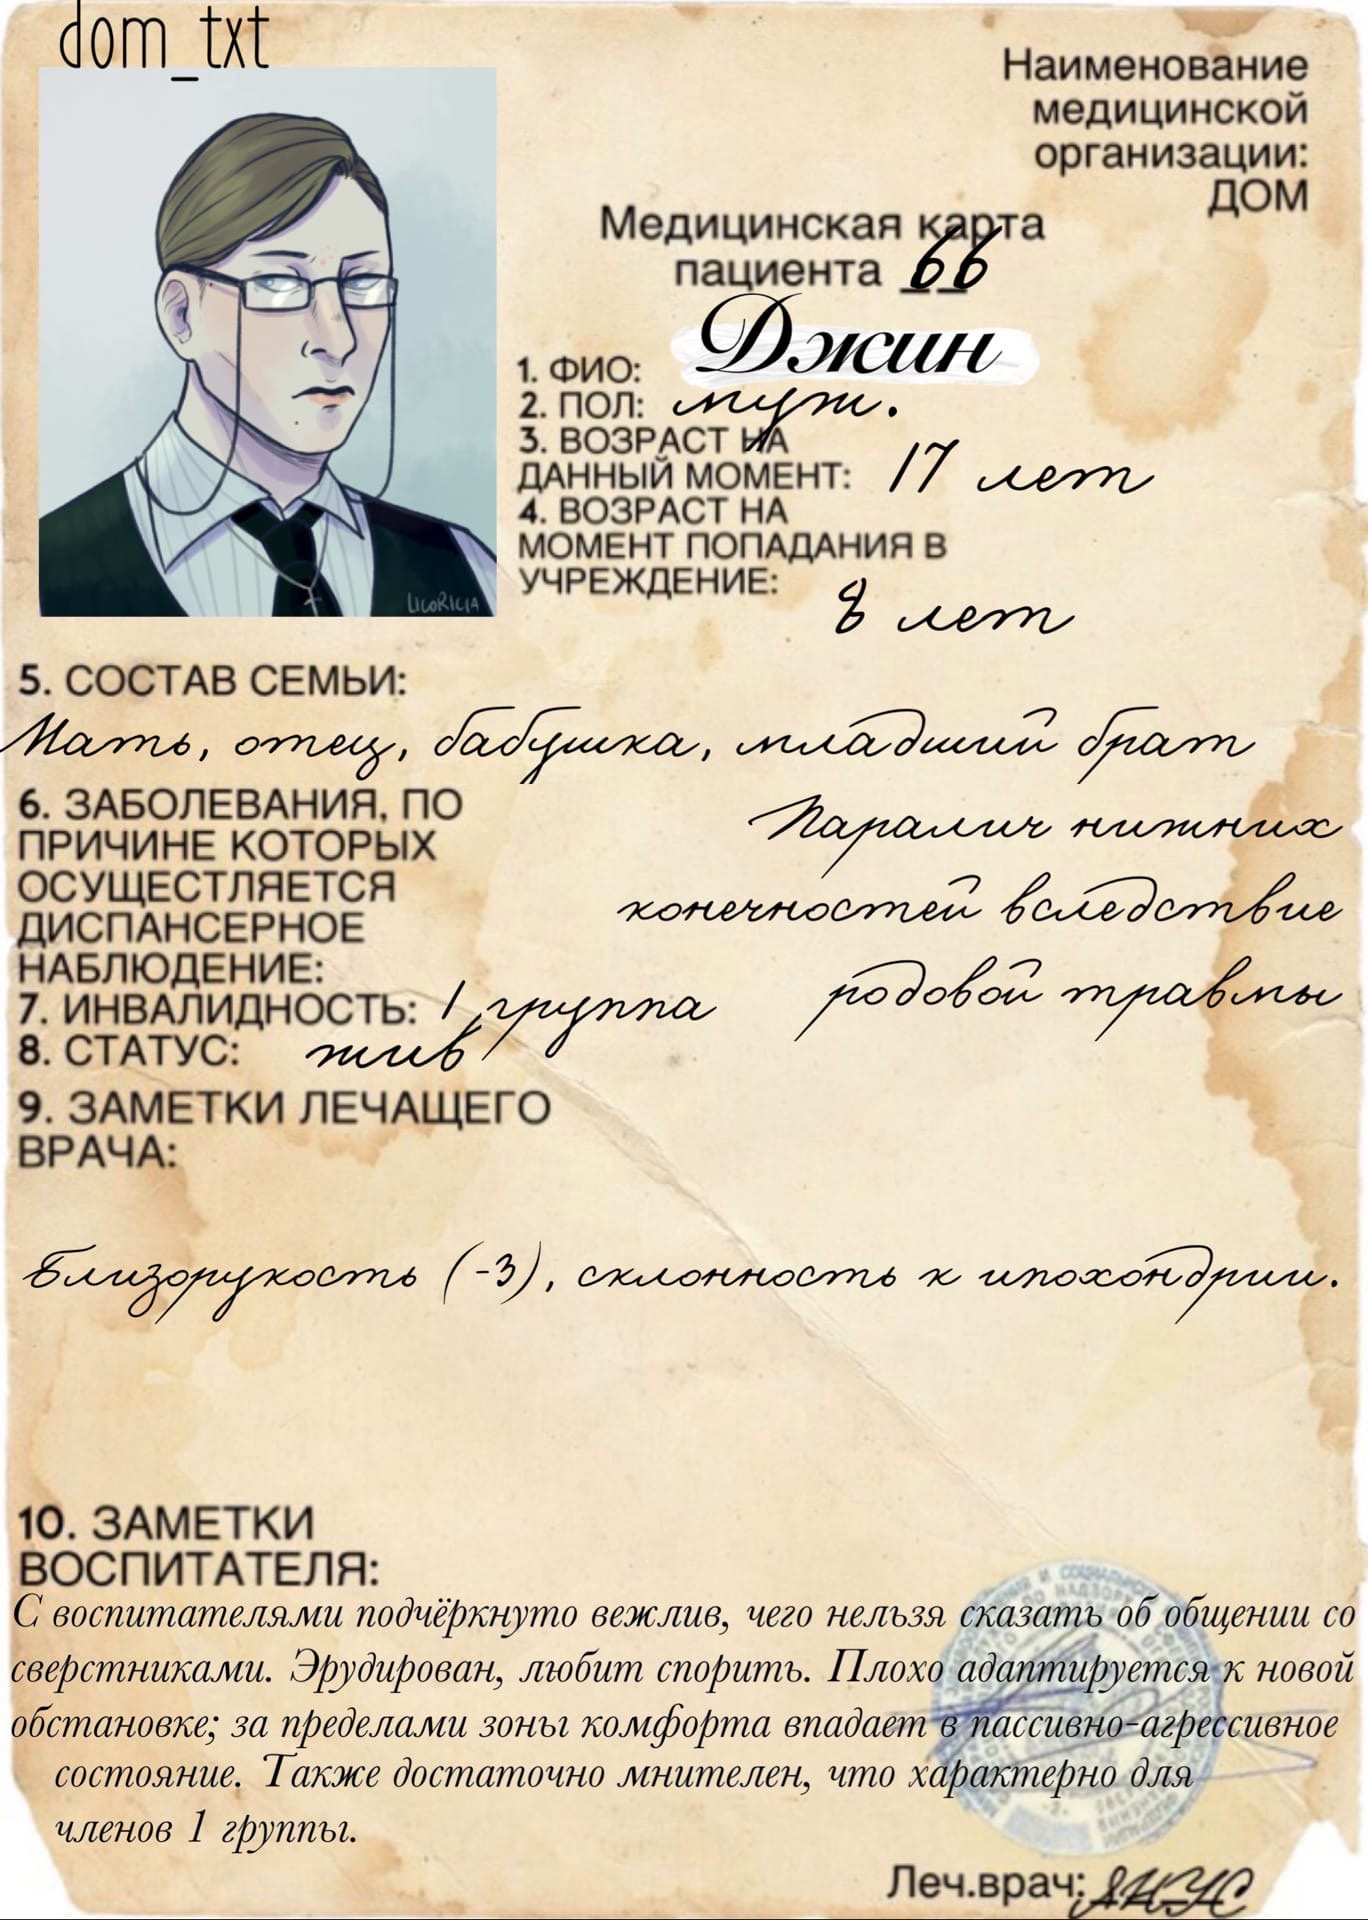 dom_txt
Наименование
медицинской
организации:
ДОМ
Медицинская карта
пациента 66
1. ФИО: Джин
2. ПОЛ: муж.
3. ВОЗРАСТ НА
ДАННЫЙ МОМЕНТ: 17 лет
4. ВОЗРАСТ НА
МОМЕНТ ПОПАДАНИЯ В
УЧРЕЖДЕНИЕ: 8 лет
LICORICIA
5. СОСТАВ СЕМЬИ:
Мать, отец, бабушка, младший брат
6. ЗАБОЛЕВАНИЯ, ПО
ПРИЧИНЕ КОТОРЫХ
ОСУЩЕСТЛЯЕТСЯ
ДИСПАНСЕРНОЕ
НАБЛЮДЕНИЕ:
Паралич нижних
конечностей вследствие
родовой травмы
7. ИНВАЛИДНОСТЬ: 1 группа
8. СТАТУС: жив
9. ЗАМЕТКИ ЛЕЧАЩЕГО
ВРАЧА:
Близорукость (-3), склонность к ипохондрии.
10. ЗАМЕТКИ
ВОСПИТАТЕЛЯ:
С воспитателями подчёркнуто вежлив, чего нельзя сказать об общении со
сверстниками. Эрудирован, любит спорить. Плохо адаптируется к новой
обстановке; за пределами зоны комфорта впадает в пассивно-агрессивное
состояние. Также достаточно мнителен, что характерно для
членов 1 группы.
Леч.врач: ЯНУС